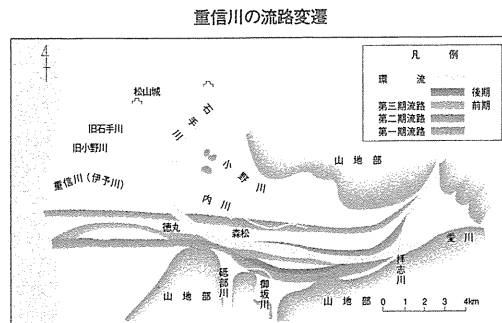 重信川の流路変遷
凡例
環流
後期
第三期流路 前期
第二期流路
第一期流路
松山城
石手川
旧石手川
旧小野川
小野川
山地部
重信川(伊予川)
内川
徳丸
森松
愛川
拝志川
砥部川
御坂川
山地部
山地部
0 1 2 3 4km